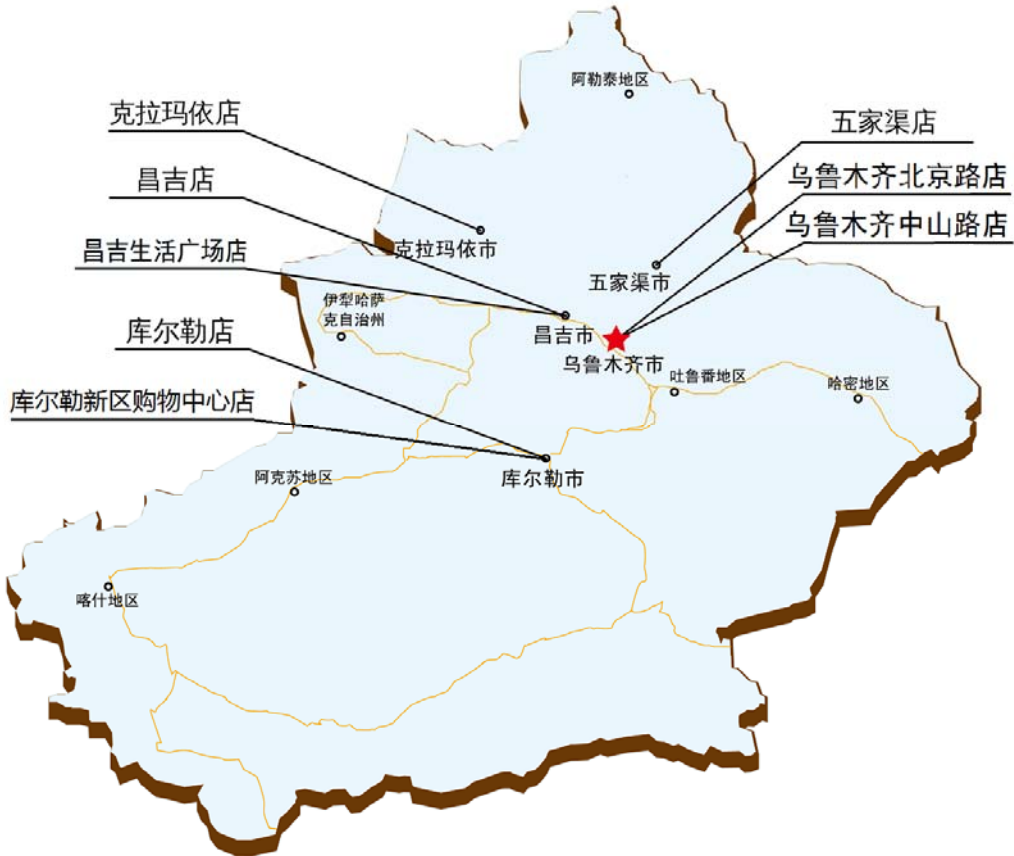 阿勒泰地区
克拉玛依店
五家渠店
昌吉店
乌鲁木齐北京路店
乌鲁木齐中山路店
昌吉生活广场店
克拉玛依市
五家渠市
伊犁哈萨
克自治州
昌吉市
库尔勒店
乌鲁木齐市
吐鲁番地区
哈密地区
库尔勒新区购物中心店
阿克苏地区
库尔勒市
喀什地区